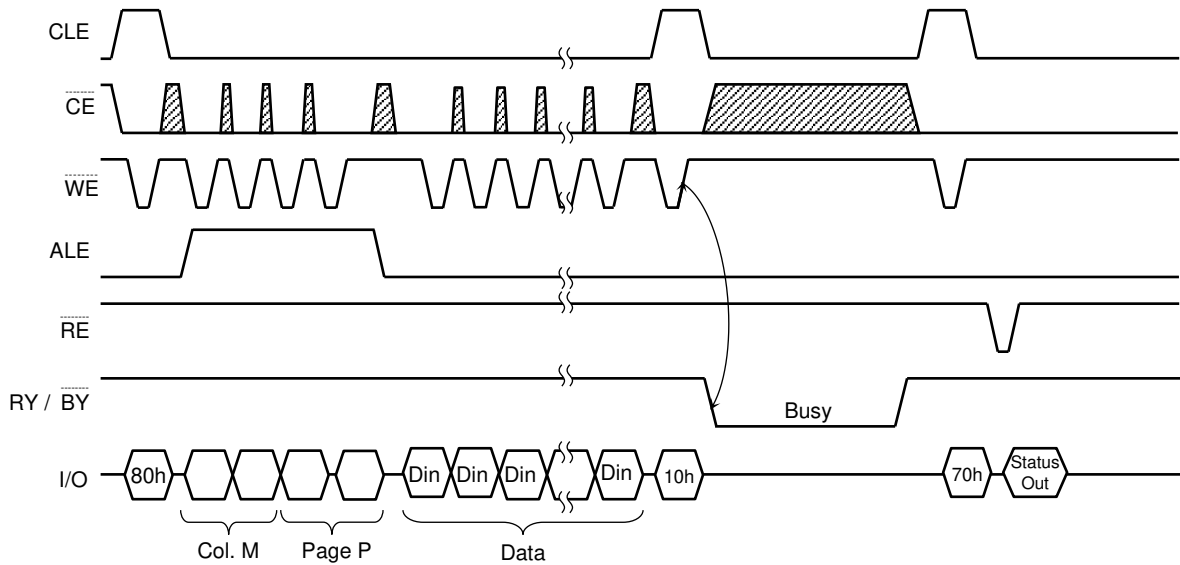 CLE
CE
WE
ALE
RE
RY / BY
Busy
I/O
80h
Din
Din
Din
Din
10h
70h
Status
Out
Col. M
Page P
Data